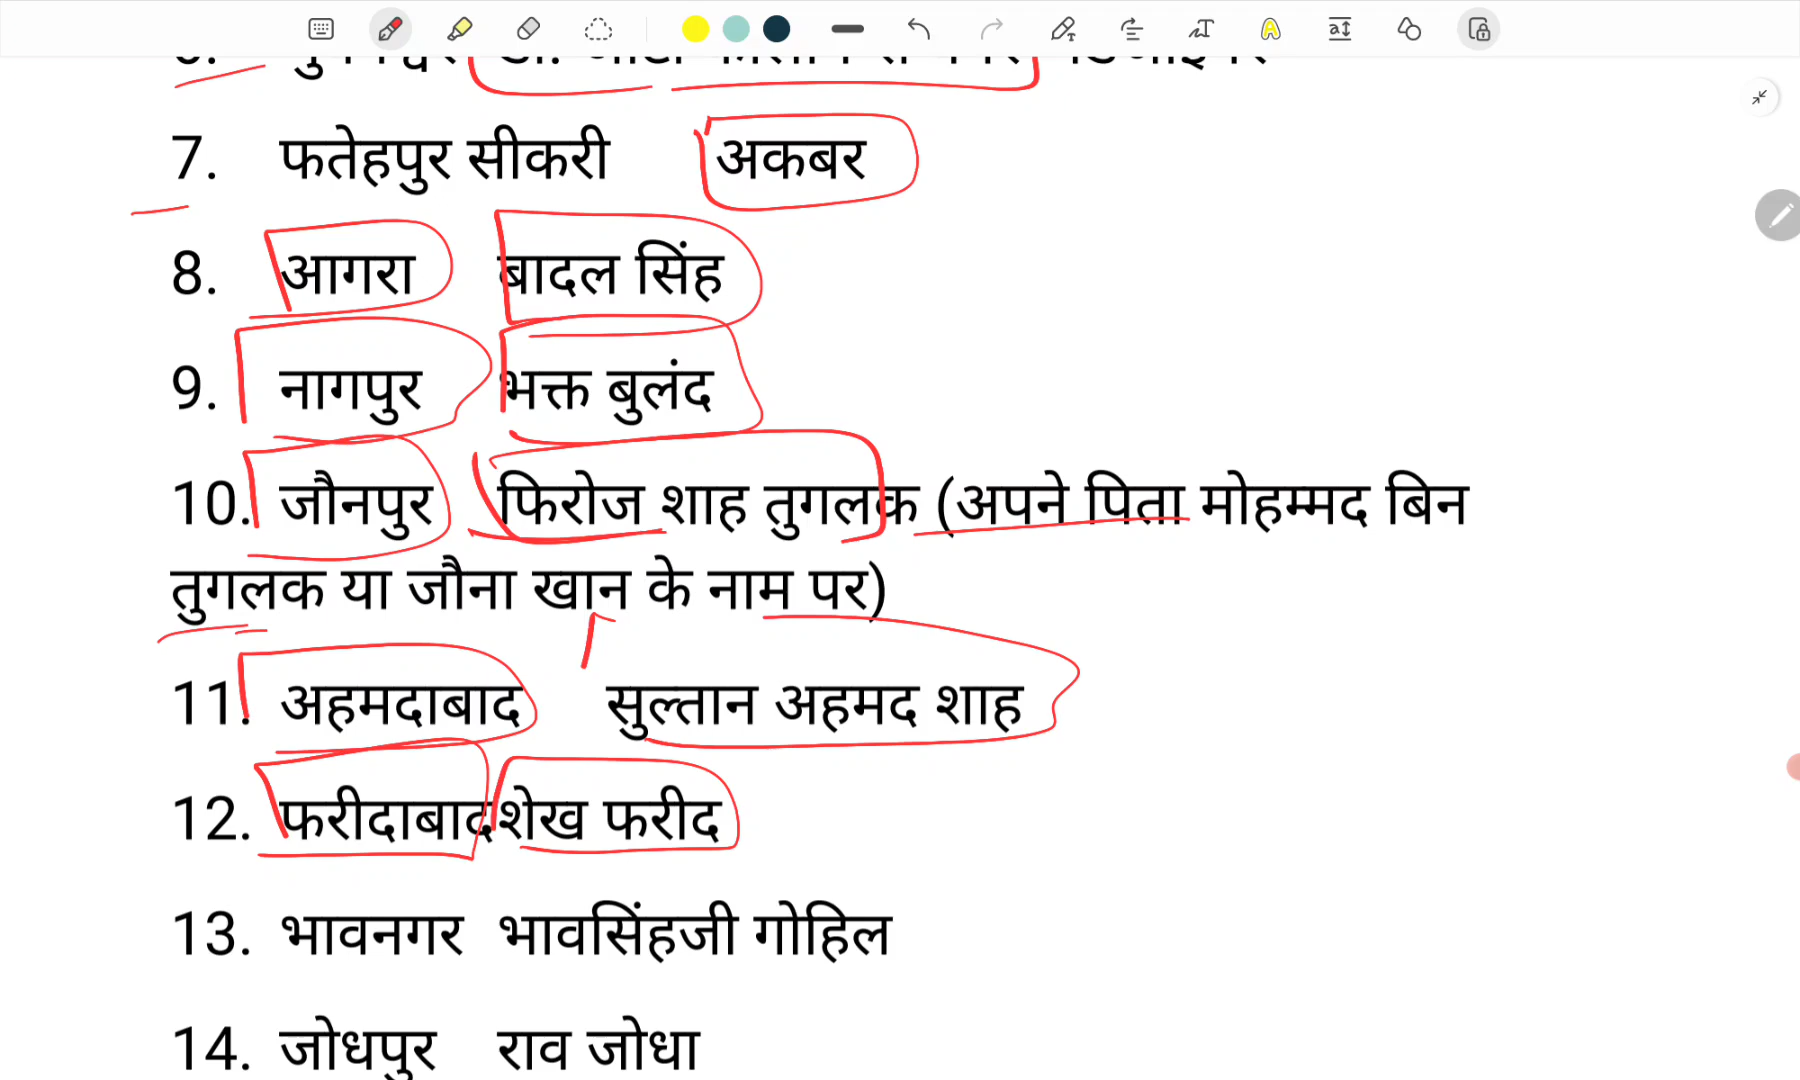 7. फतेहपुर सीकरी अकबर
8. आगरा बादल सिंह
9. नागपुर भक्त बुलंद
10. जौनपुर फिरोज शाह तुगलक (अपने पिता मोहम्मद बिन
तुगलक या जौना खान के नाम पर)
11. अहमदाबाद सुल्तान अहमद शाह
12. फरीदाबाद शेख फरीद
13. भावनगर भावसिंहजी गोहिल
14. जोधपुर राव जोधा